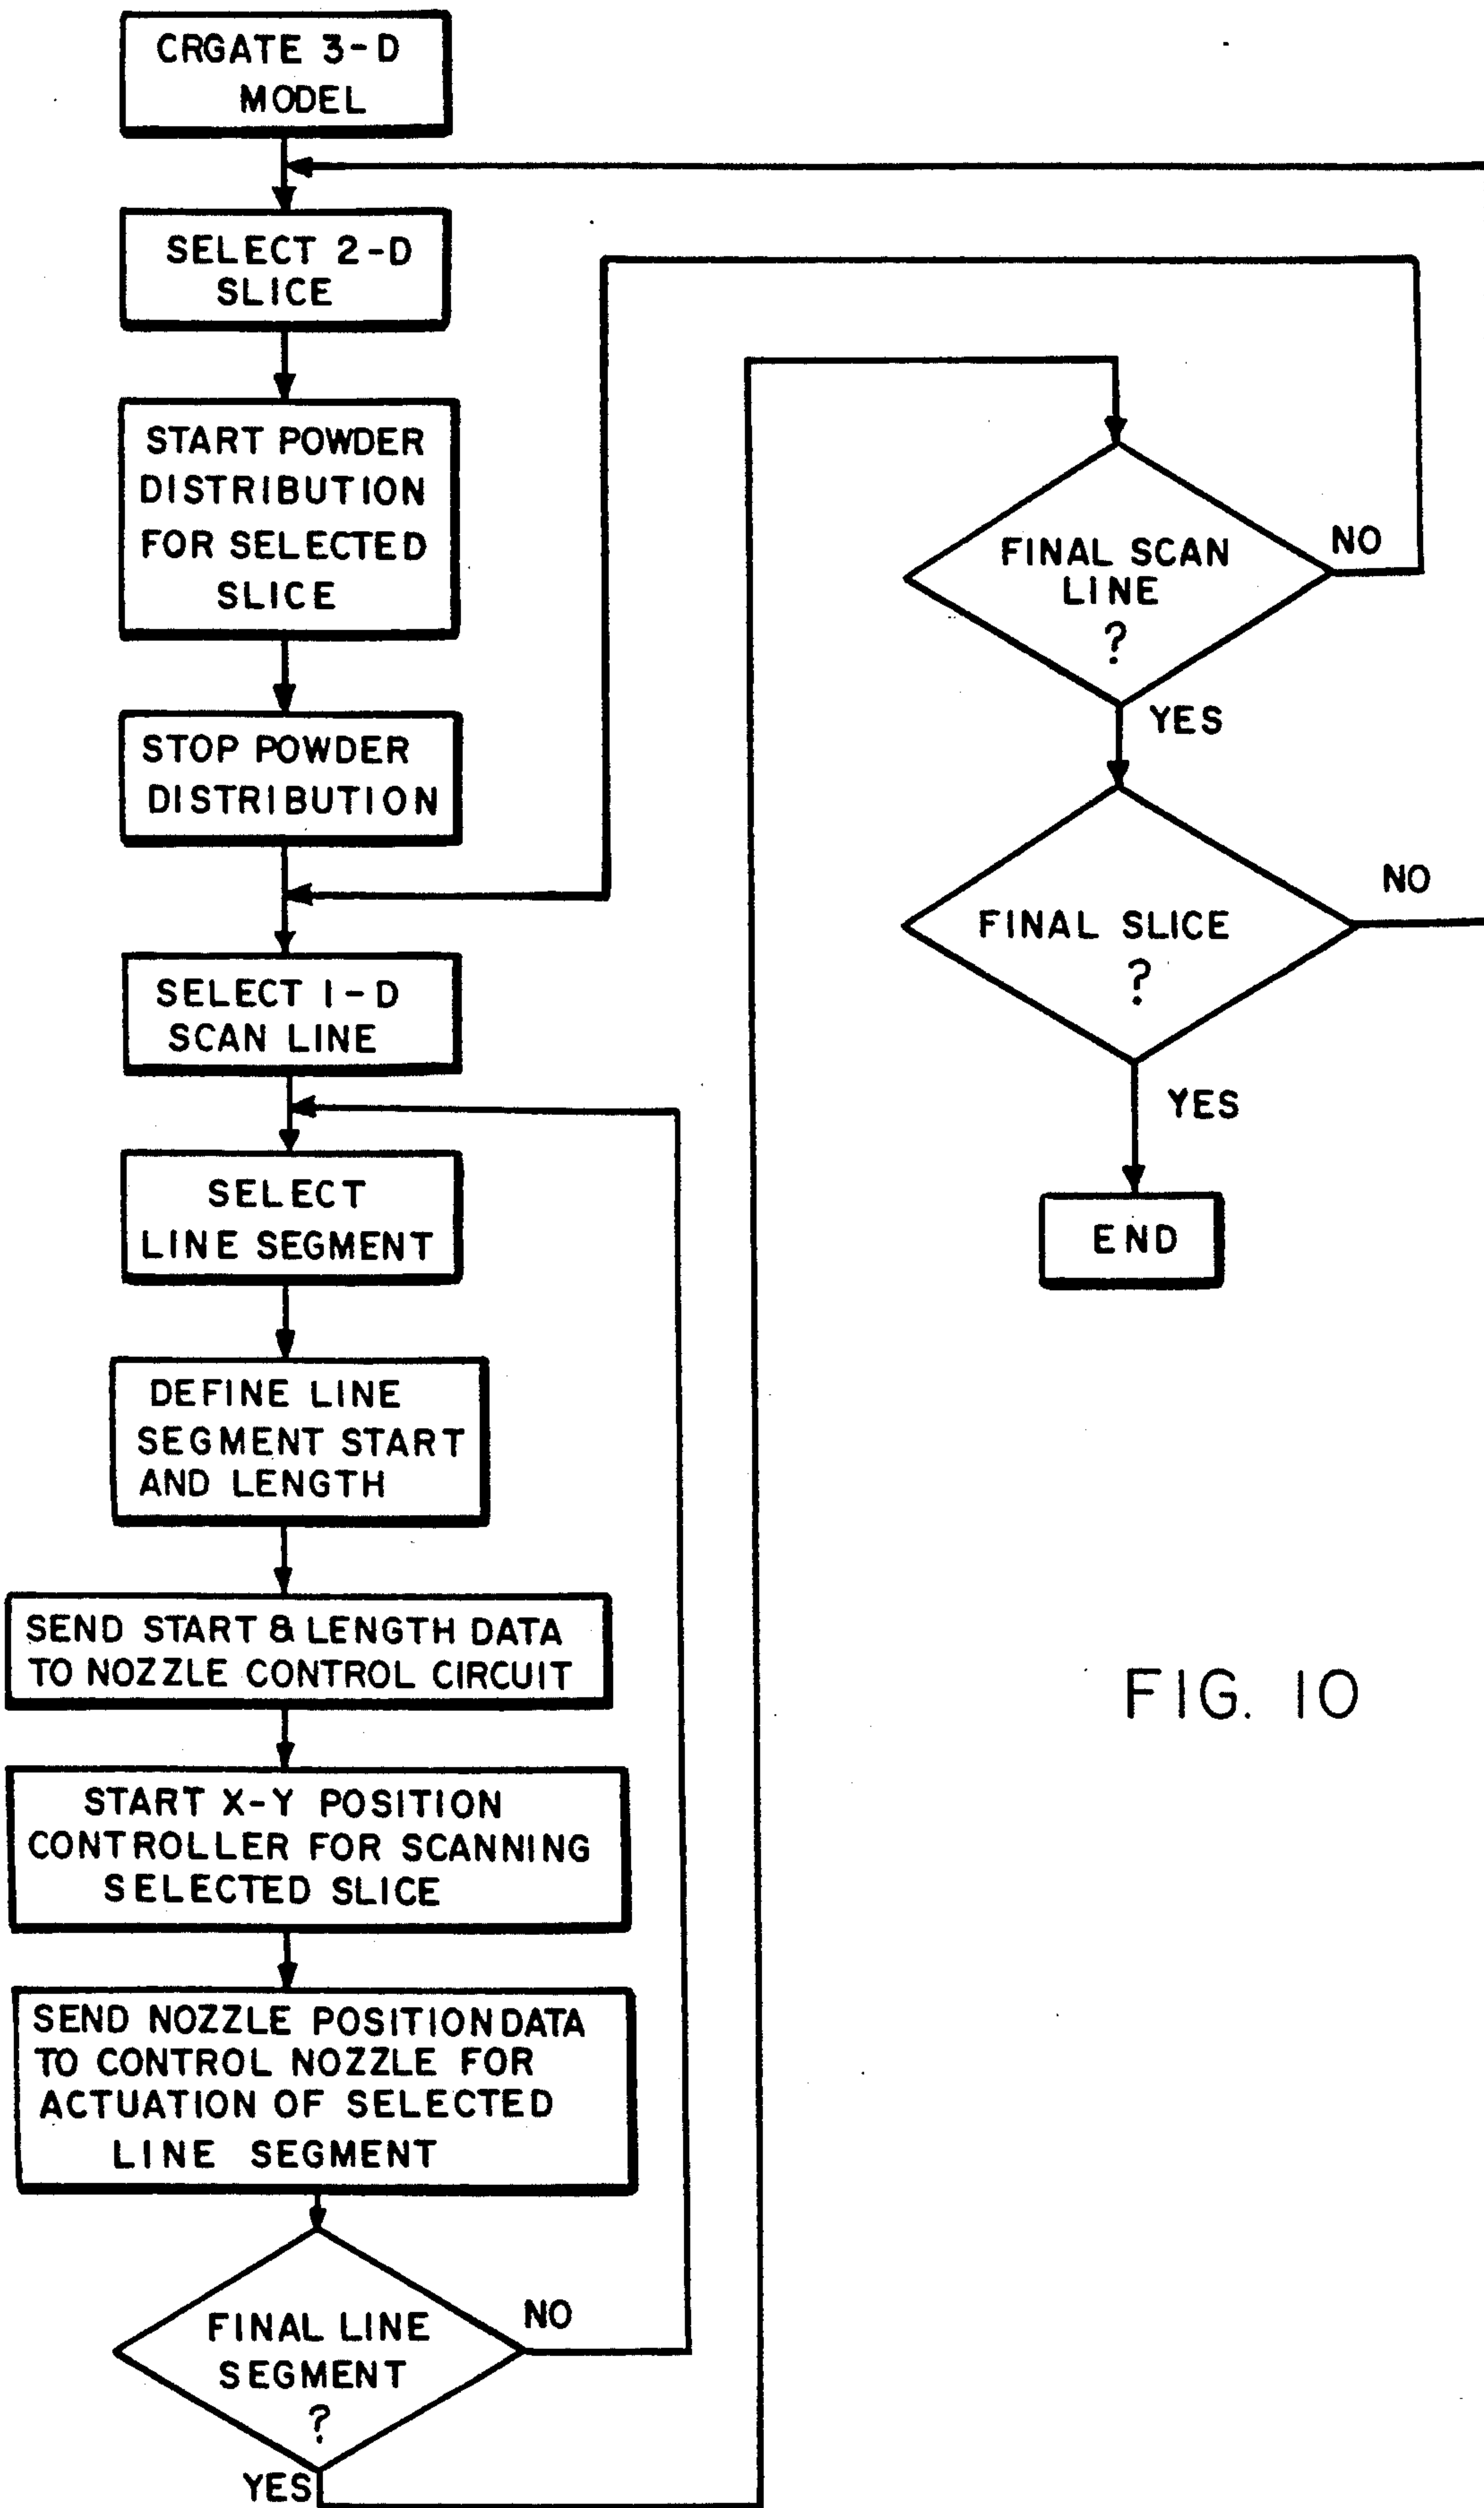 CRGATE 3-D
MODEL
SELECT 2-D
SLICE
START POWDER
DISTRIBUTION
FOR SELECTED
SLICE
STOP POWDER
DISTRIBUTION
SELECT 1-D
SCAN LINE
SELECT
LINE SEGMENT
DEFINE LINE
SEGMENT START
AND LENGTH
SEND START & LENGTH DATA
TO NOZZLE CONTROL CIRCUIT
START X-Y POSITION
CONTROLLER FOR SCANNING
SELECTED SLICE
SEND NOZZLE POSITION DATA
TO CONTROL NOZZLE FOR
ACTUATION OF SELECTED
LINE SEGMENT
FINAL LINE
SEGMENT
?
NO
YES
FINAL SCAN
LINE
?
NO
YES
FINAL SLICE
?
NO
YES
END
FIG. 10